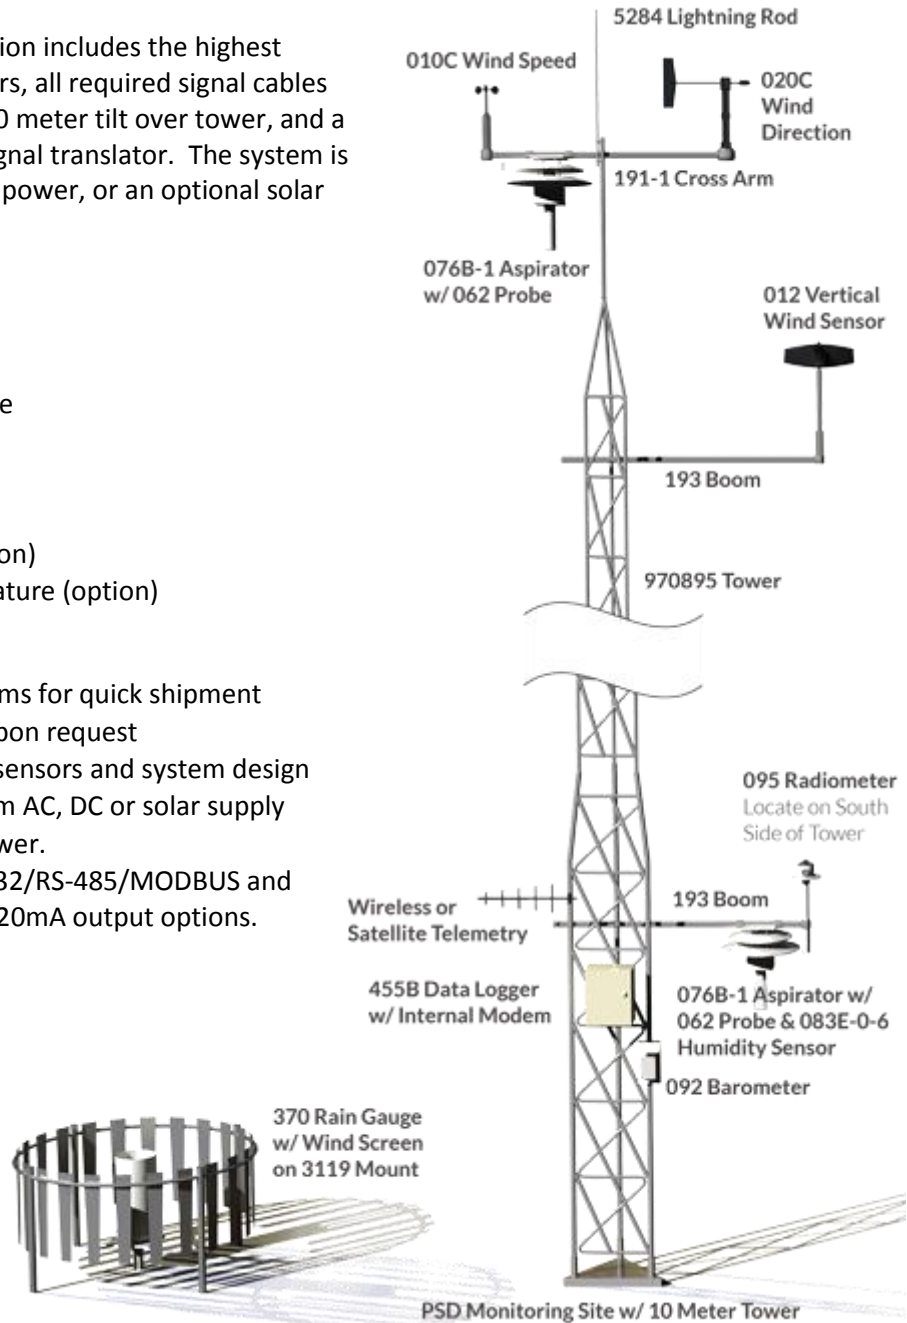 ion includes the highest
rs, all required signal cables
0 meter tilt over tower, and a
gnal translator. The system is
power, or an optional solar
e
on)
ature (option)
ms for quick shipment
pon request
sensors and system design
m AC, DC or solar supply
wer.
32/RS-485/MODBUS and
20mA output options.
5284 Lightning Rod
010C Wind Speed
020C
Wind
Direction
191-1 Cross Arm
076B-1 Aspirator
w/ 062 Probe
012 Vertical
Wind Sensor
193 Boom
970895 Tower
095 Radiometer
Locate on South
Side of Tower
193 Boom
Wireless or
Satellite Telemetry
455B Data Logger
w/ Internal Modem
076B-1 Aspirator w/
062 Probe & 083E-0-6
Humidity Sensor
092 Barometer
370 Rain Gauge
w/ Wind Screen
on 3119 Mount
PSD Monitoring Site w/ 10 Meter Tower